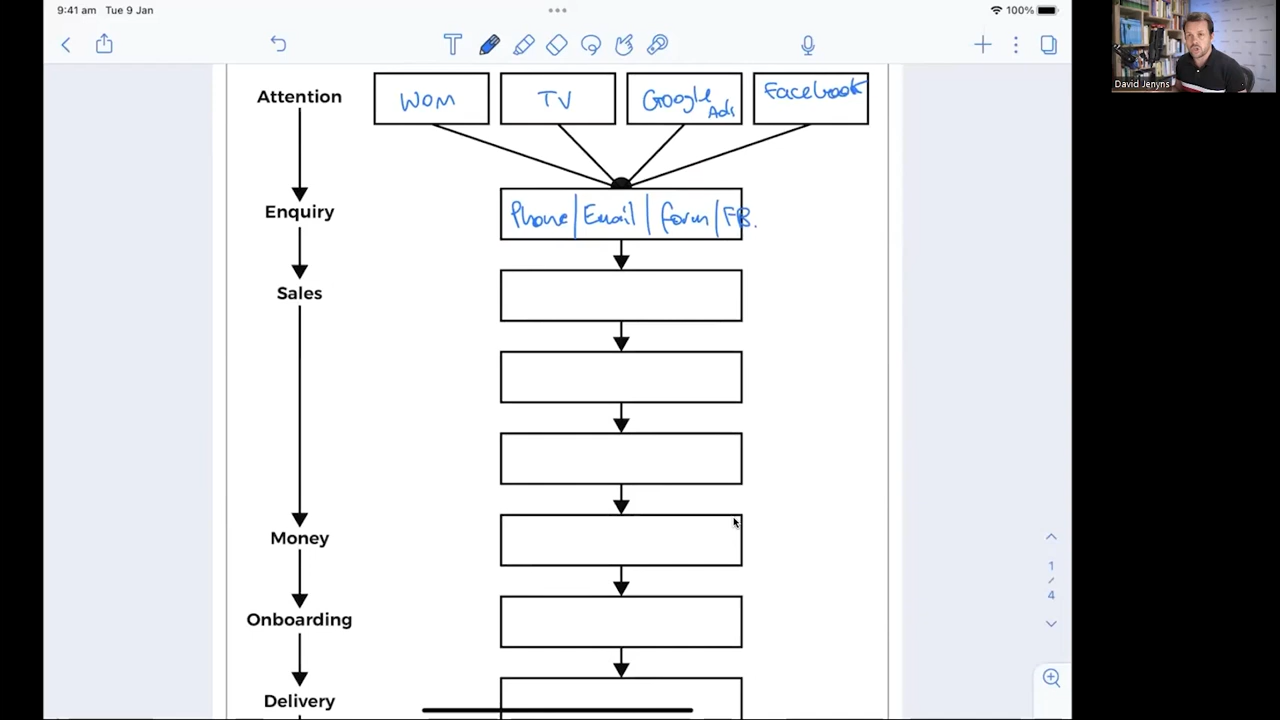 9:41 am Tue 9 Jan
100%
T
Attention
WOM
TV
Google Ads
Facebook
Enquiry
Phone | Email | form | FB.
Sales
Money
Onboarding
Delivery
1
/
4
David Jenyns